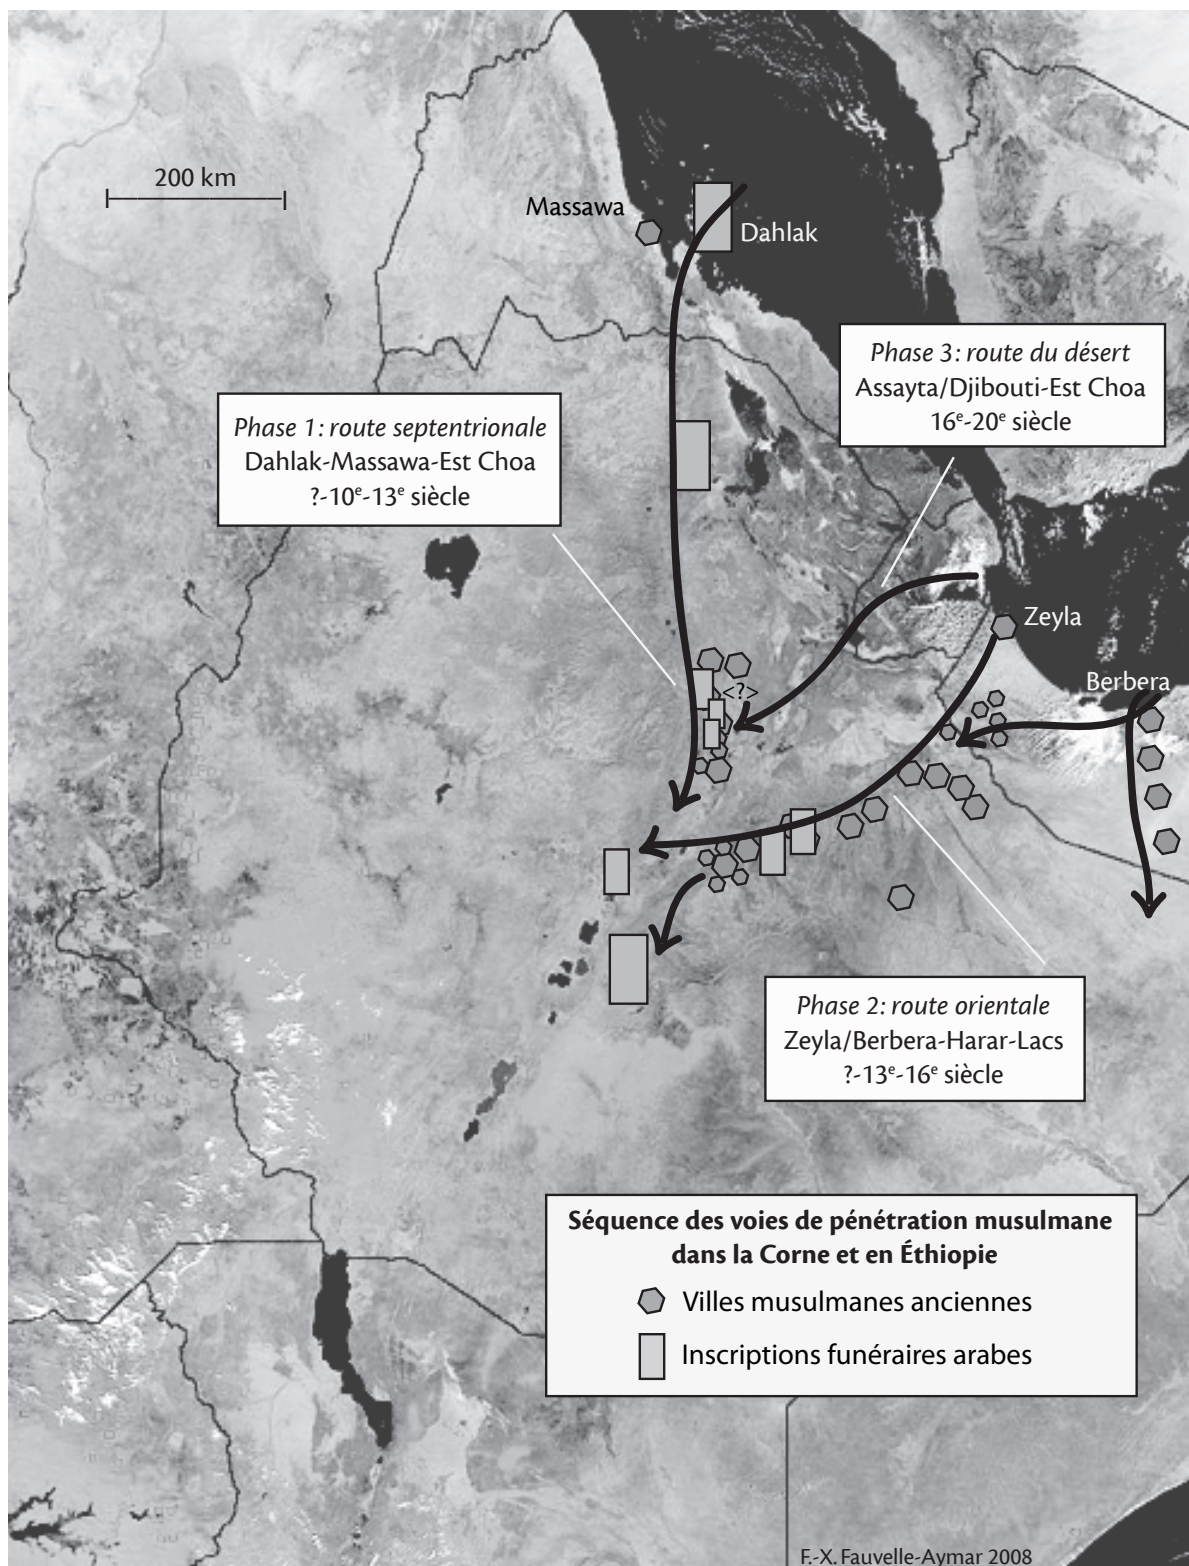 200 km
Massawa
Dahlak
Phase 3 : route du désert
Assayta/Djibouti-Est Choa
16e-20e siècle
Phase 1 : route septentrionale
Dahlak-Massawa-Est Choa
?-10e-13e siècle
Zeyla
Berbera
<?>
Phase 2 : route orientale
Zeyla/Berbera-Harar-Lacs
?-13e-16e siècle
Séquence des voies de pénétration musulmane
dans la Corne et en Éthiopie
Villes musulmanes anciennes
Inscriptions funéraires arabes
F.-X. Fauvelle-Aymar 2008